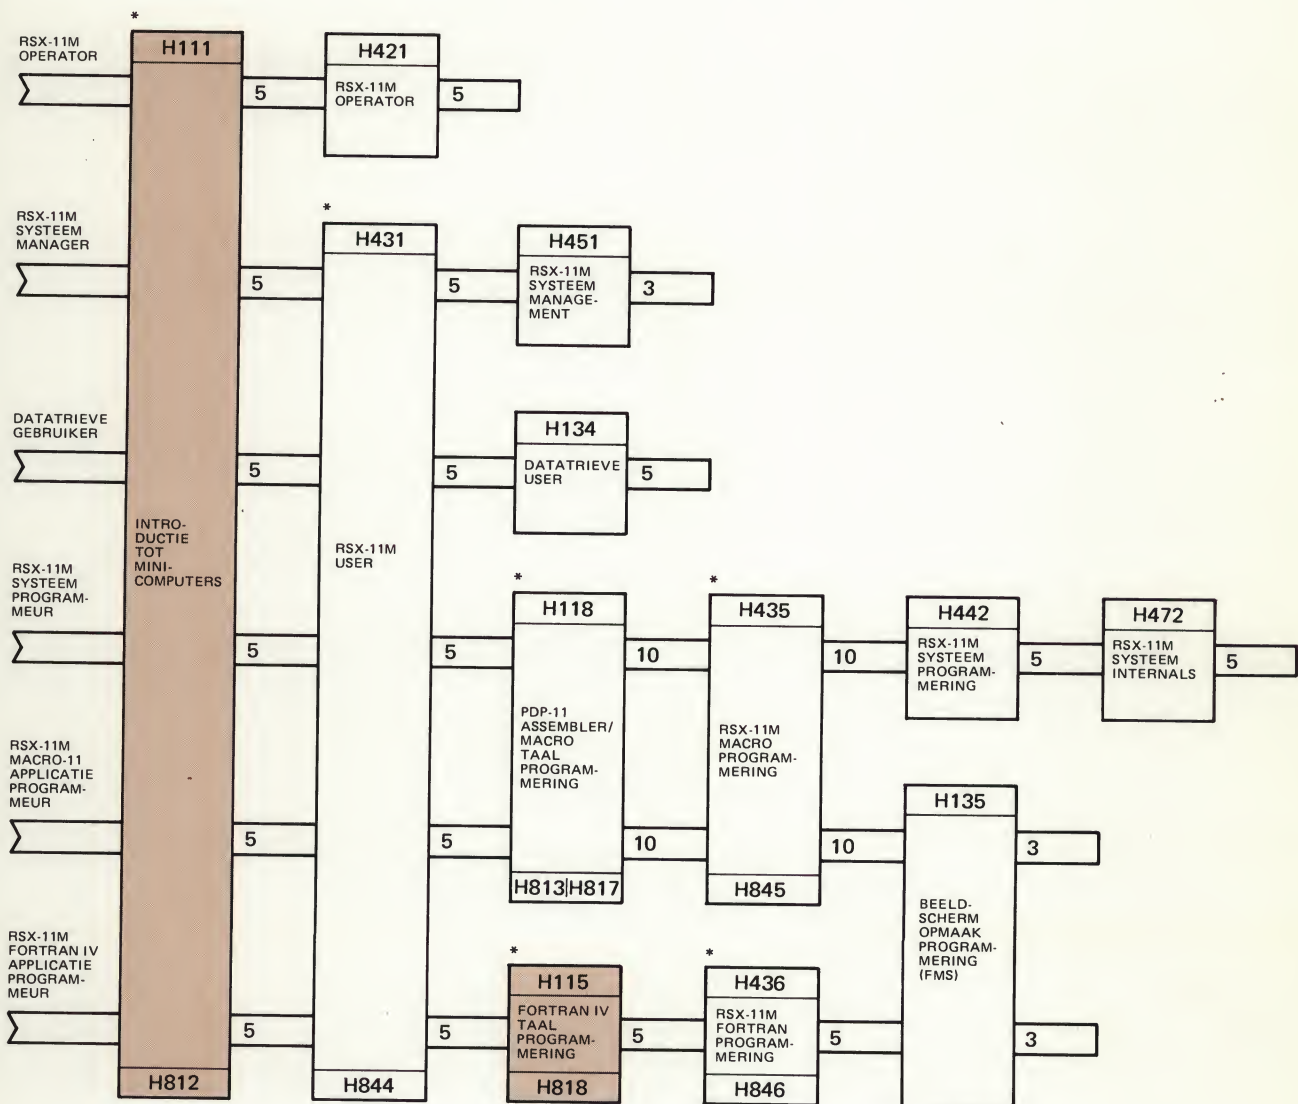 *
RSX-11M
OPERATOR
H111
H421
RSX-11M
OPERATOR
5
5
RSX-11M
SYSTEEM
MANAGER
*
H431
H451
RSX-11M
SYSTEEM
MANAGE-
MENT
5
5
3
DATATRIEVE
GEBRUIKER
H134
DATATRIEVE
USER
5
5
5
INTRO-
DUCTIE
TOT
MINI-
COMPUTERS
RSX-11M
USER
RSX-11M
SYSTEEM
PROGRAM-
MEUR
*
H118
*
H435
H442
RSX-11M
SYSTEEM
PROGRAM-
MERING
H472
RSX-11M
SYSTEEM
INTERNALS
5
5
10
10
5
5
PDP-11
ASSEMBLER/
MACRO
TAAL
PROGRAM-
MERING
RSX-11M
MACRO
PROGRAM-
MERING
RSX-11M
MACRO-11
APPLICATIE
PROGRAM-
MEUR
H135
5
5
10
10
3
H813|H817
H845
BEELD-
SCHERM
OPMAAK
PROGRAM-
MERING
(FMS)
RSX-11M
FORTRAN IV
APPLICATIE
PROGRAM-
MEUR
*
H115
FORTRAN IV
TAAL
PROGRAM-
MERING
*
H436
RSX-11M
FORTRAN
PROGRAM-
MERING
5
5
5
5
3
H812
H844
H818
H846